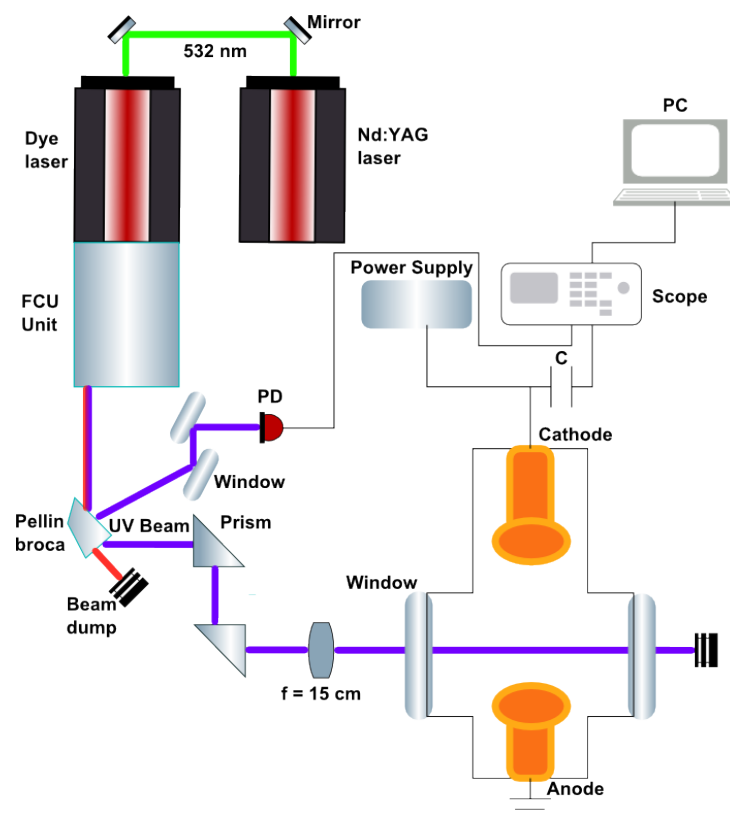 Mirror
532 nm
Dye
laser
Nd:YAG
laser
PC
Power Supply
FCU
Unit
Scope
C
PD
Cathode
Window
Pellin
broca
UV Beam
Prism
Window
Beam
dump
f = 15 cm
Anode